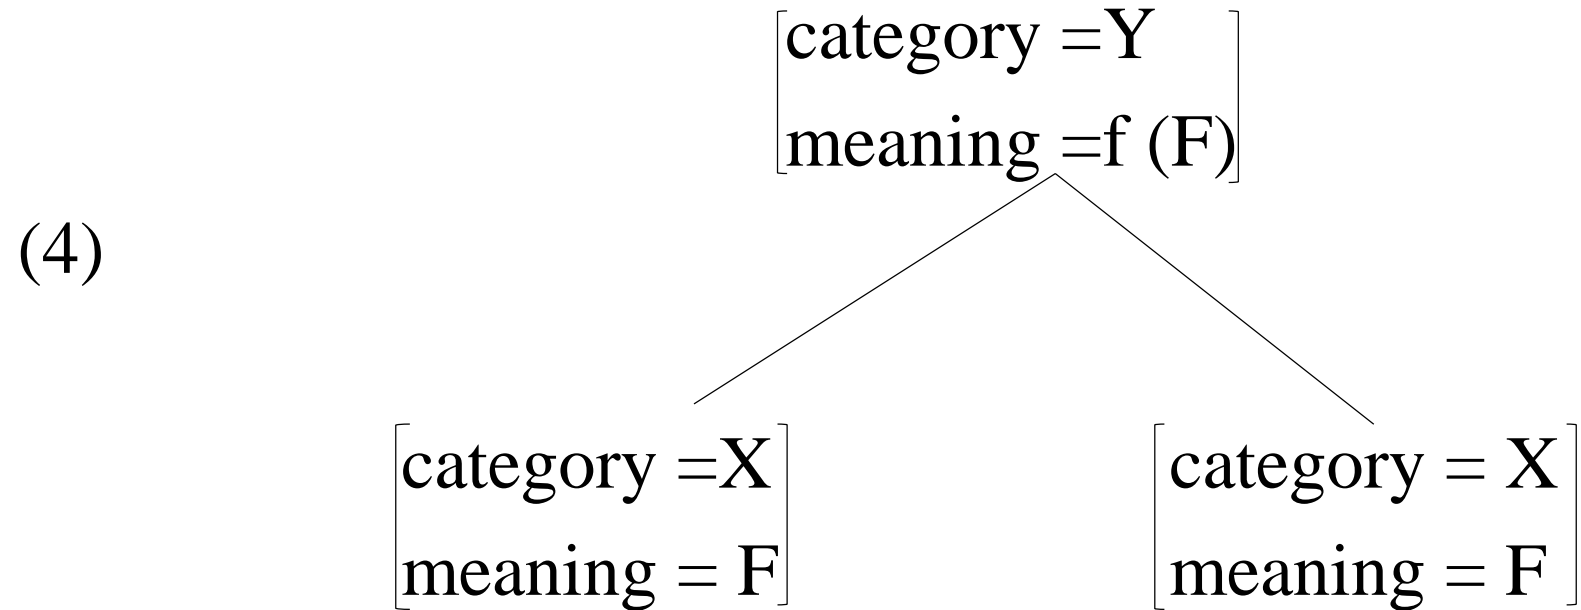 category =Y
meaning =f (F)
(4)
category =X
meaning = F
category = X
meaning = F